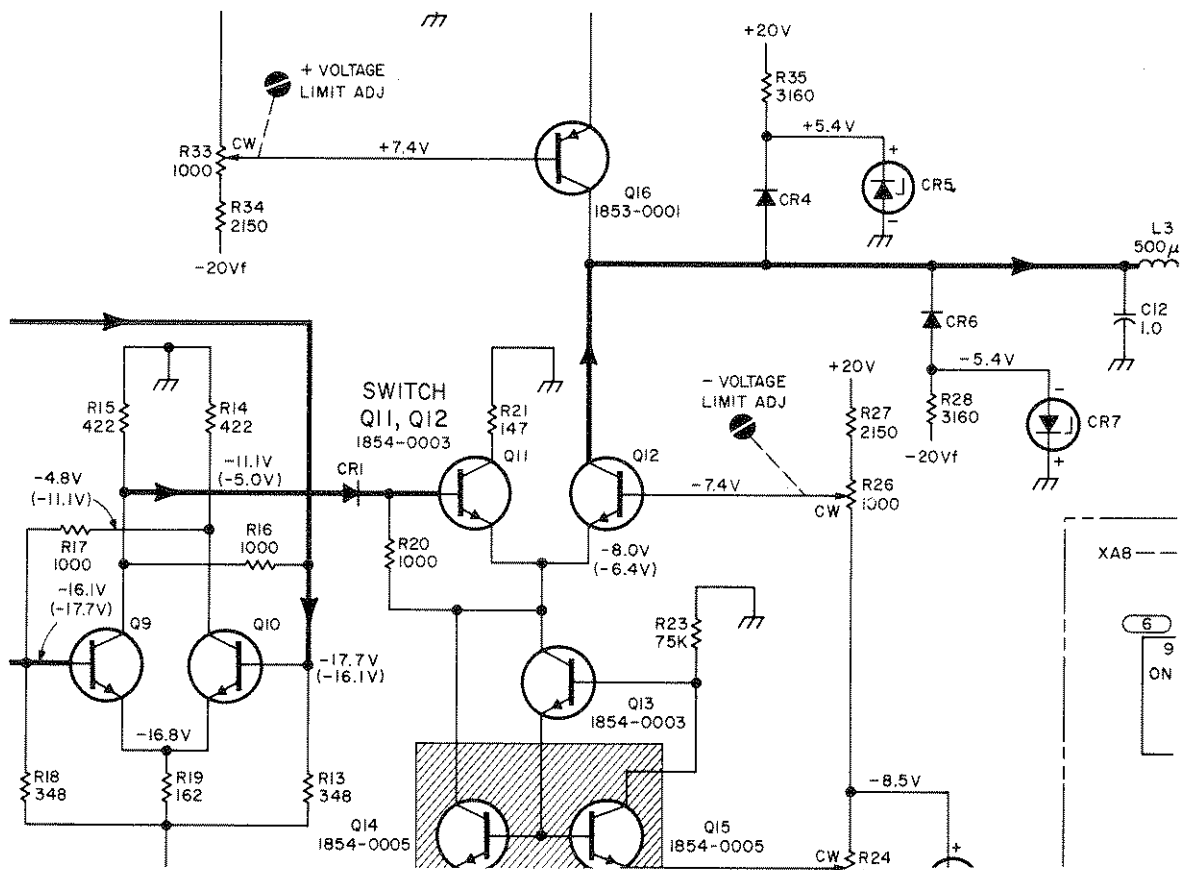 +20V
+ VOLTAGE
LIMIT ADJ
R35
3160
+5.4V
R33
1000
CW
+7.4V
+
CR5
-
Q16
1853-0001
CR4
R34
2150
-20Vf
L3
500μ
CR6
C12
1.0
-5.4V
+20V
SWITCH
Q11, Q12
1854-0003
- VOLTAGE
LIMIT ADJ
R15
422
R14
422
R21
147
R27
2150
R28
3160
-
CR7
+
-20Vf
Q11
Q12
-4.8V
(-11.1V)
-11.1V
(-5.0V)
CR1
-7.4V
R26
1000
CW
R17
1000
R16
1000
R20
1000
-8.0V
(-6.4V)
XA8
-16.1V
(-17.7V)
Q9
Q10
R23
75K
6
9
ON
-17.7V
(-16.1V)
Q13
1854-0003
-16.8V
R18
348
R19
162
R13
348
-8.5V
Q14
1854-0005
Q15
1854-0005
CW
R24
+